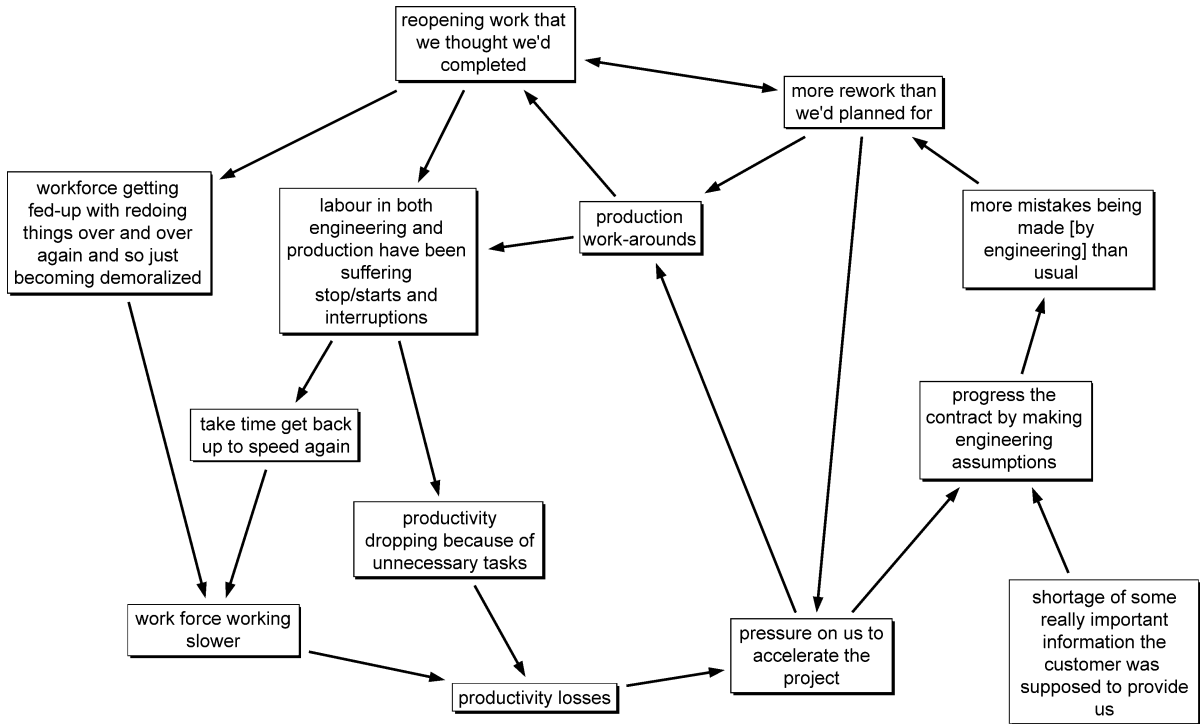 reopening work that
we thought we'd
completed
more rework than
we'd planned for
workforce getting
fed-up with redoing
things over and over
again and so just
becoming demoralized
labour in both
engineering and
production have been
suffering
stop/starts and
interruptions
production
work-arounds
more mistakes being
made [by
engineering] than
usual
take time get back
up to speed again
progress the
contract by making
engineering
assumptions
productivity
dropping because of
unnecessary tasks
work force working
slower
pressure on us to
accelerate the
project
shortage of some
really important
information the
customer was
supposed to provide
us
productivity losses